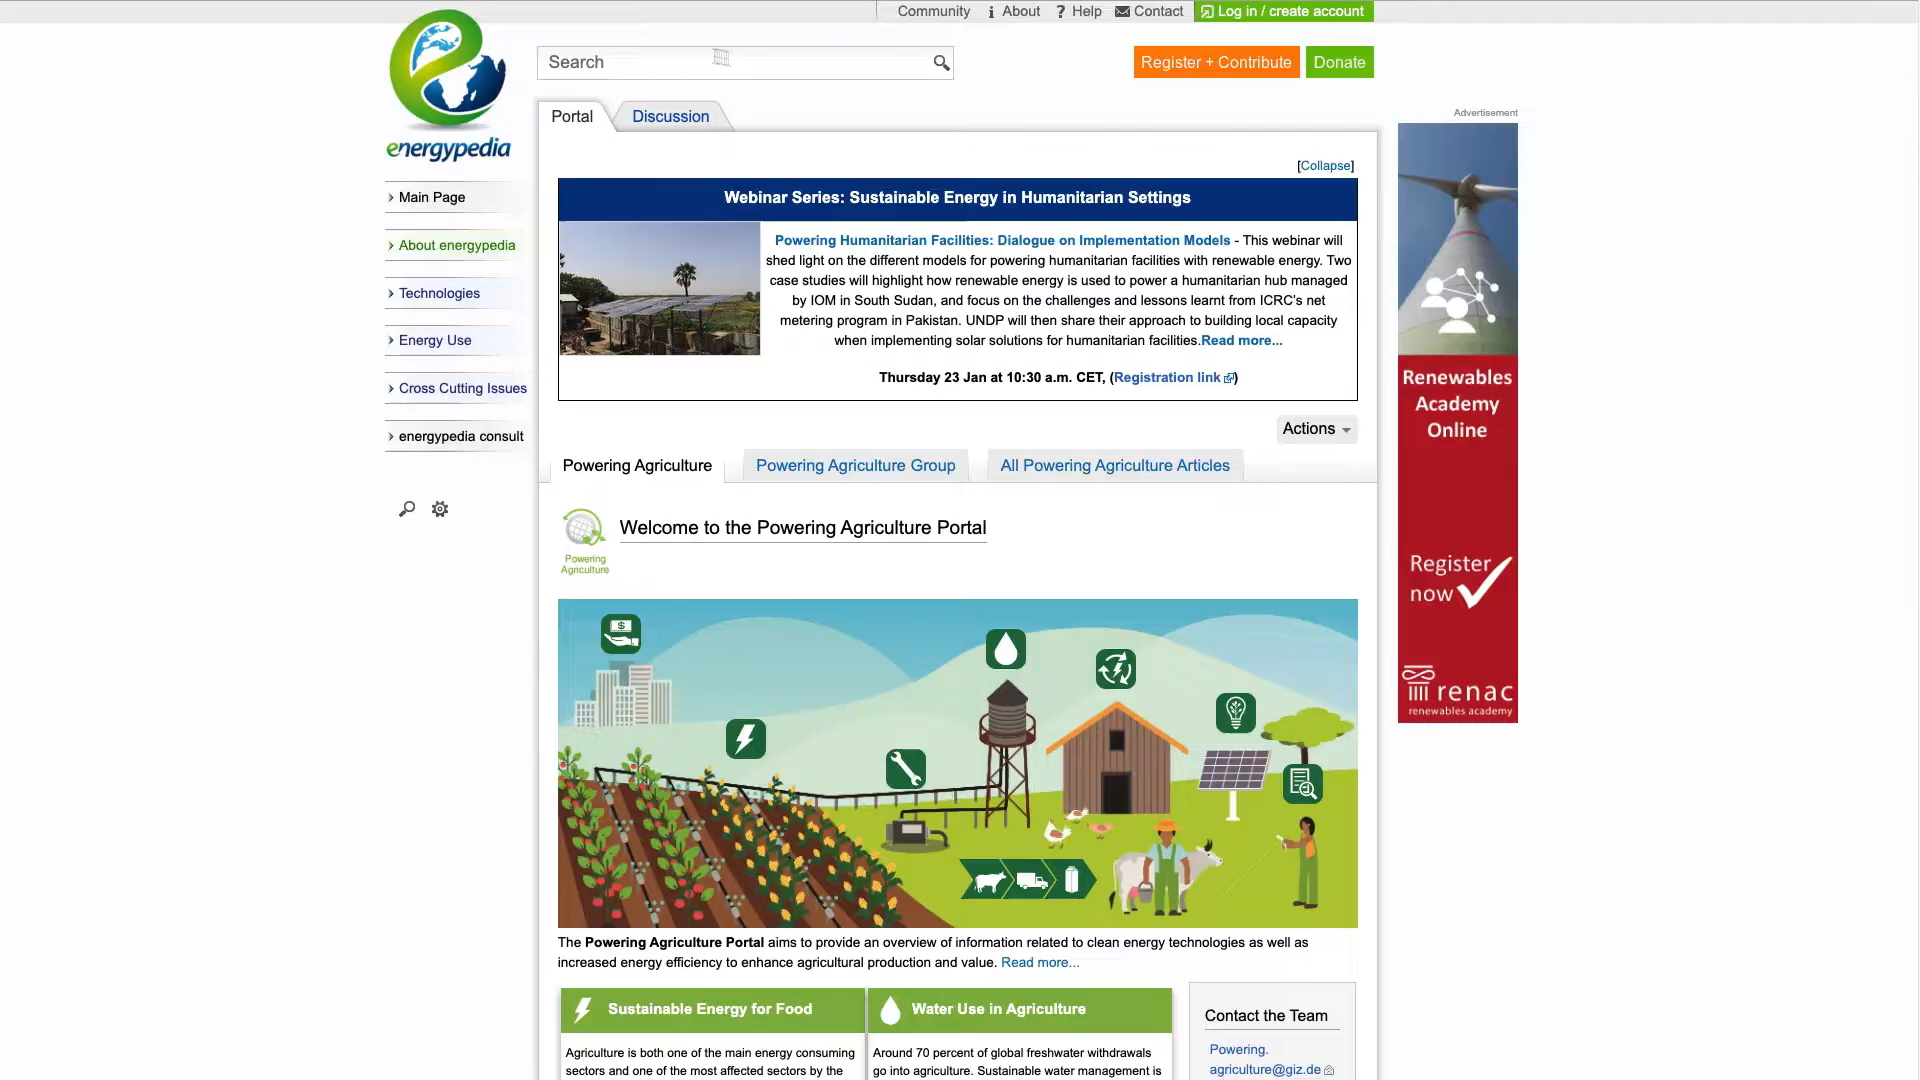 Community
About
Help
Contact
Log in / create account
Search
Register + Contribute
Donate
energypedia
Portal
Discussion
Advertisement
[Collapse]
Main Page
About energypedia
Technologies
Energy Use
Cross Cutting Issues
energypedia consult
Webinar Series: Sustainable Energy in Humanitarian Settings
Powering Humanitarian Facilities: Dialogue on Implementation Models - This webinar will
shed light on the different models for powering humanitarian facilities with renewable energy. Two
case studies will highlight how renewable energy is used to power a humanitarian hub managed
by IOM in South Sudan, and focus on the challenges and lessons learnt from ICRC's net
metering program in Pakistan. UNDP will then share their approach to building local capacity
when implementing solar solutions for humanitarian facilities.Read more...
Thursday 23 Jan at 10:30 a.m. CET, (Registration link)
Actions
Powering Agriculture
Powering Agriculture Group
All Powering Agriculture Articles
Powering
Agriculture
Welcome to the Powering Agriculture Portal
$
The Powering Agriculture Portal aims to provide an overview of information related to clean energy technologies as well as
increased energy efficiency to enhance agricultural production and value. Read more...
Sustainable Energy for Food
Agriculture is both one of the main energy consuming
sectors and one of the most affected sectors by the
Water Use in Agriculture
Around 70 percent of global freshwater withdrawals
go into agriculture. Sustainable water management is
Contact the Team
Powering.
agriculture@giz.de
Renewables
Academy
Online
Register
now
renac
renewables academy